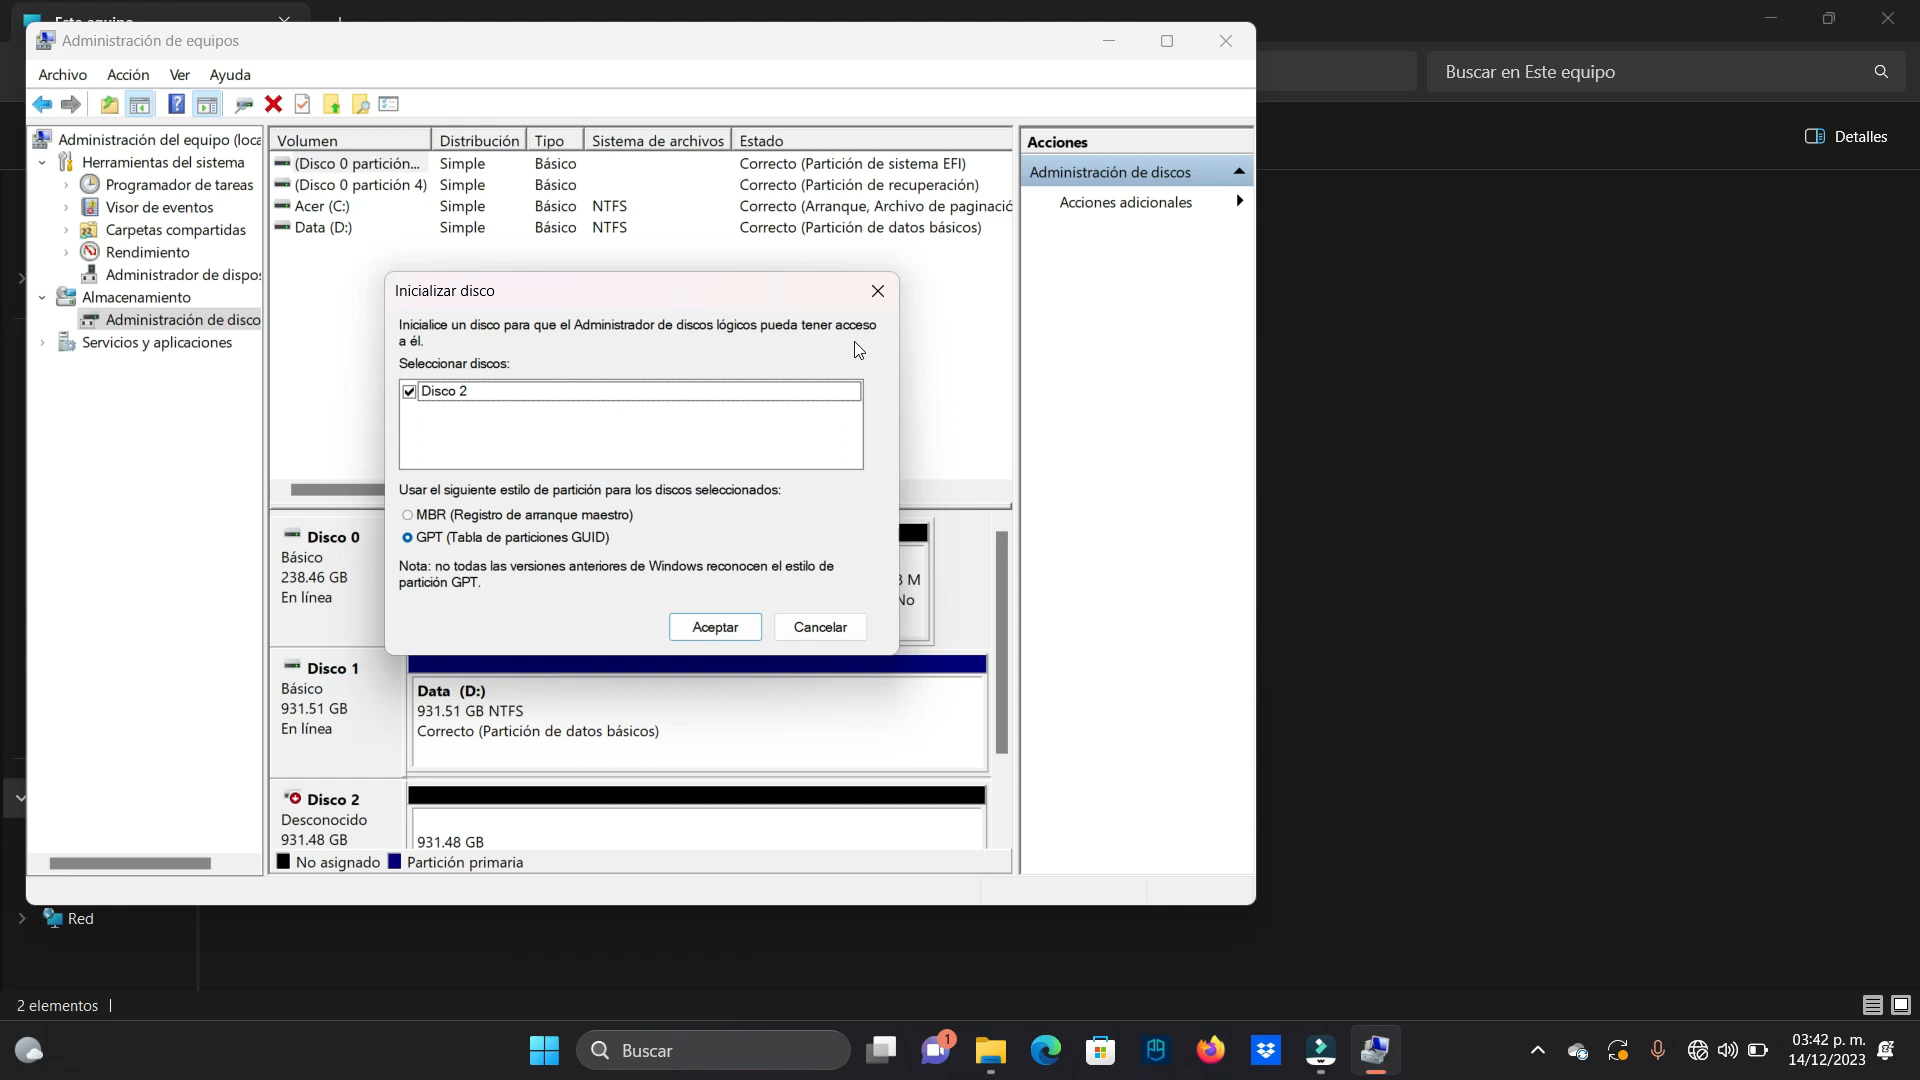 Este equipo
Administración de equipos
Archivo Acción Ver Ayuda
Buscar en Este equipo
Detalles
Administración del equipo (loca
Herramientas del sistema
Programador de tareas
Visor de eventos
Carpetas compartidas
Rendimiento
Administrador de dispos
Almacenamiento
Administración de disco
Servicios y aplicaciones
Volumen Distribución Tipo Sistema de archivos Estado
(Disco 0 partición... Simple Básico Correcto (Partición de sistema EFI)
(Disco 0 partición 4) Simple Básico Correcto (Partición de recuperación)
Acer (C:) Simple Básico NTFS Correcto (Arranque, Archivo de paginació
Data (D:) Simple Básico NTFS Correcto (Partición de datos básicos)
Acciones
Administración de discos
Acciones adicionales
Inicializar disco
Inicialice un disco para que el Administrador de discos lógicos pueda tener acceso
a él.
Seleccionar discos:
Disco 2
Usar el siguiente estilo de partición para los discos seleccionados:
MBR (Registro de arranque maestro)
GPT (Tabla de particiones GUID)
Nota: no todas las versiones anteriores de Windows reconocen el estilo de
partición GPT.
Aceptar Cancelar
Disco 0
Básico
238.46 GB
En línea
3 M
No
Disco 1
Básico
931.51 GB
En línea
Data (D:)
931.51 GB NTFS
Correcto (Partición de datos básicos)
Disco 2
Desconocido
931.48 GB
931.48 GB
No asignado Partición primaria
Red
2 elementos
Buscar
1
03:42 p. m.
14/12/2023